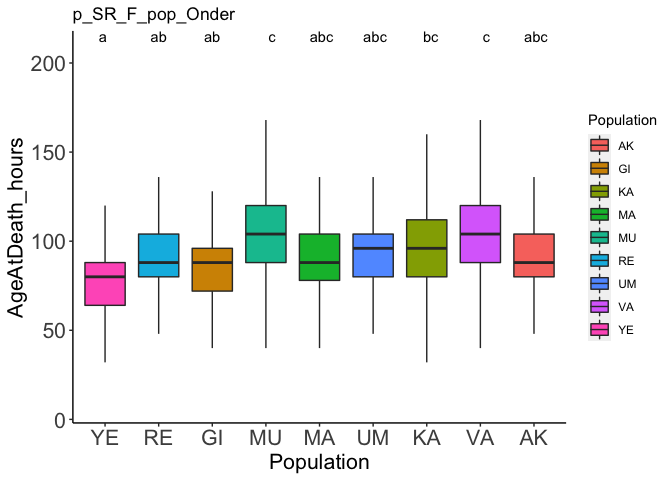 p_SR_F_pop_Onder
a ab ab c abc abc bc c abc
200
150
100
50
0
AgeAtDeath_hours
YE RE GI MU MA UM KA VA AK
Population
Population
AK
GI
KA
MA
MU
RE
UM
VA
YE